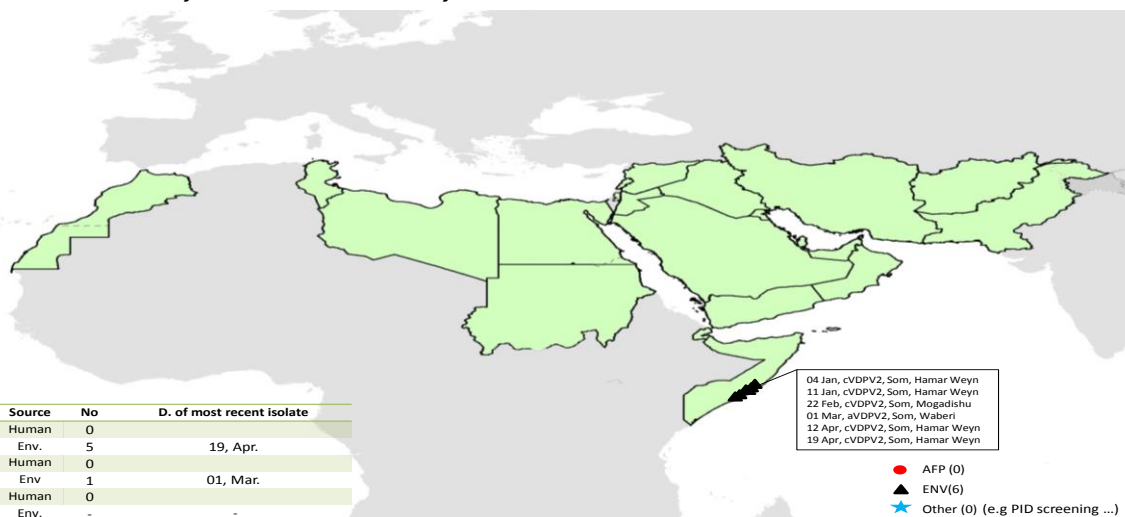 04 Jan, cVDPV2, Som, Hamar Weyn
11 Jan, cVDPV2, Som, Hamar Weyn
22 Feb, cVDPV2, Som, Mogadishu
01 Mar, aVDPV2, Som, Waberi
12 Apr, cVDPV2, Som, Hamar Weyn
19 Apr, cVDPV2, Som, Hamar Weyn
Source No D. of most recent isolate
Human 0
Env. 5 19, Apr.
Human 0
Env 1 01, Mar.
Human 0
Env. - -
AFP (0)
ENV(6)
Other (0) (e.g PID screening ...)